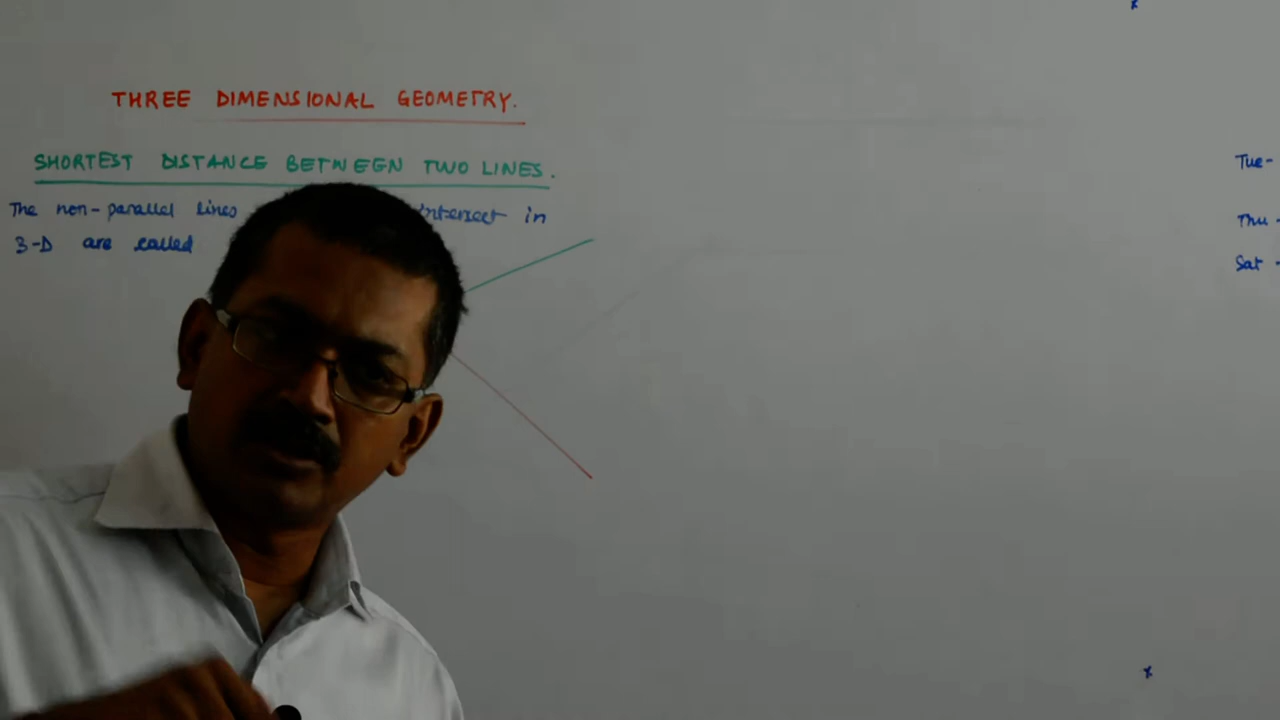 THREE DIMENSIONAL GEOMETRY.
SHORTEST DISTANCE BETWEEN TWO LINES.
The non-parallel lines intersect in
3-D are called
Tue-
Thu-
Sat-